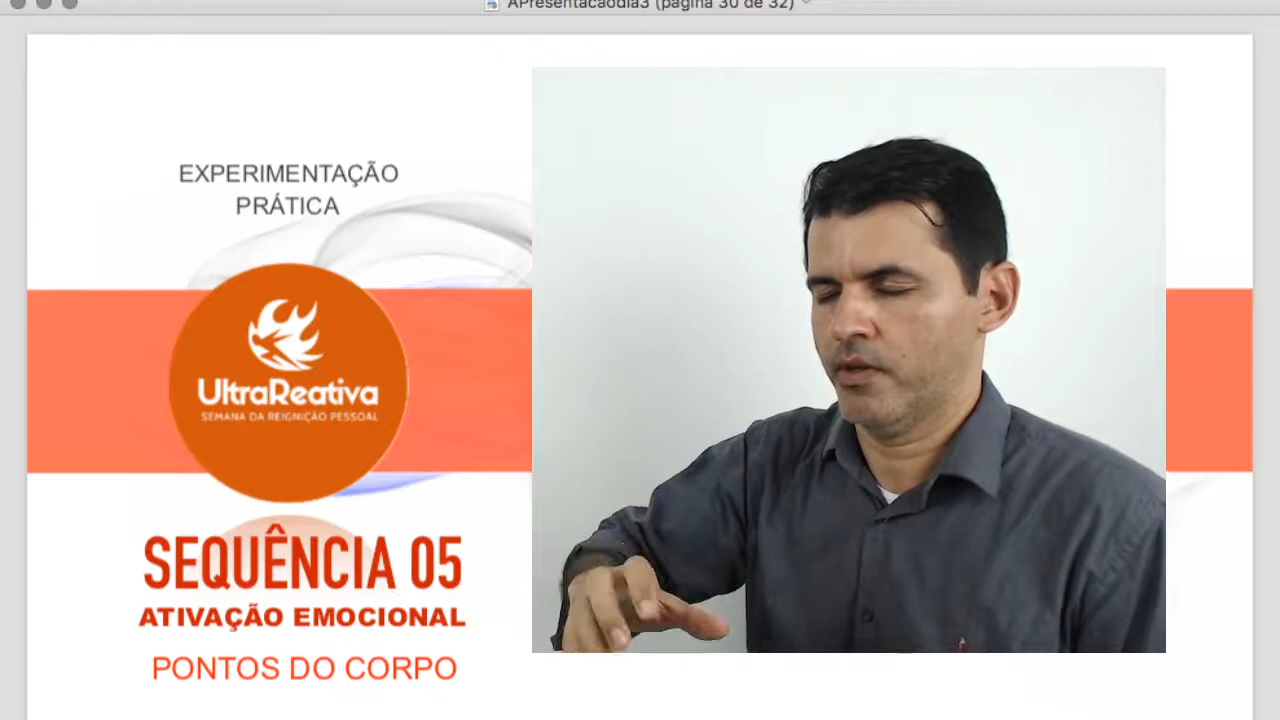 APresentacaodia3 (página 30 de 32)
EXPERIMENTAÇÃO
PRÁTICA
UltraReativa
SEMANA DA REIGNIÇÃO PESSOAL
SEQUÊNCIA 05
ATIVAÇÃO EMOCIONAL
PONTOS DO CORPO